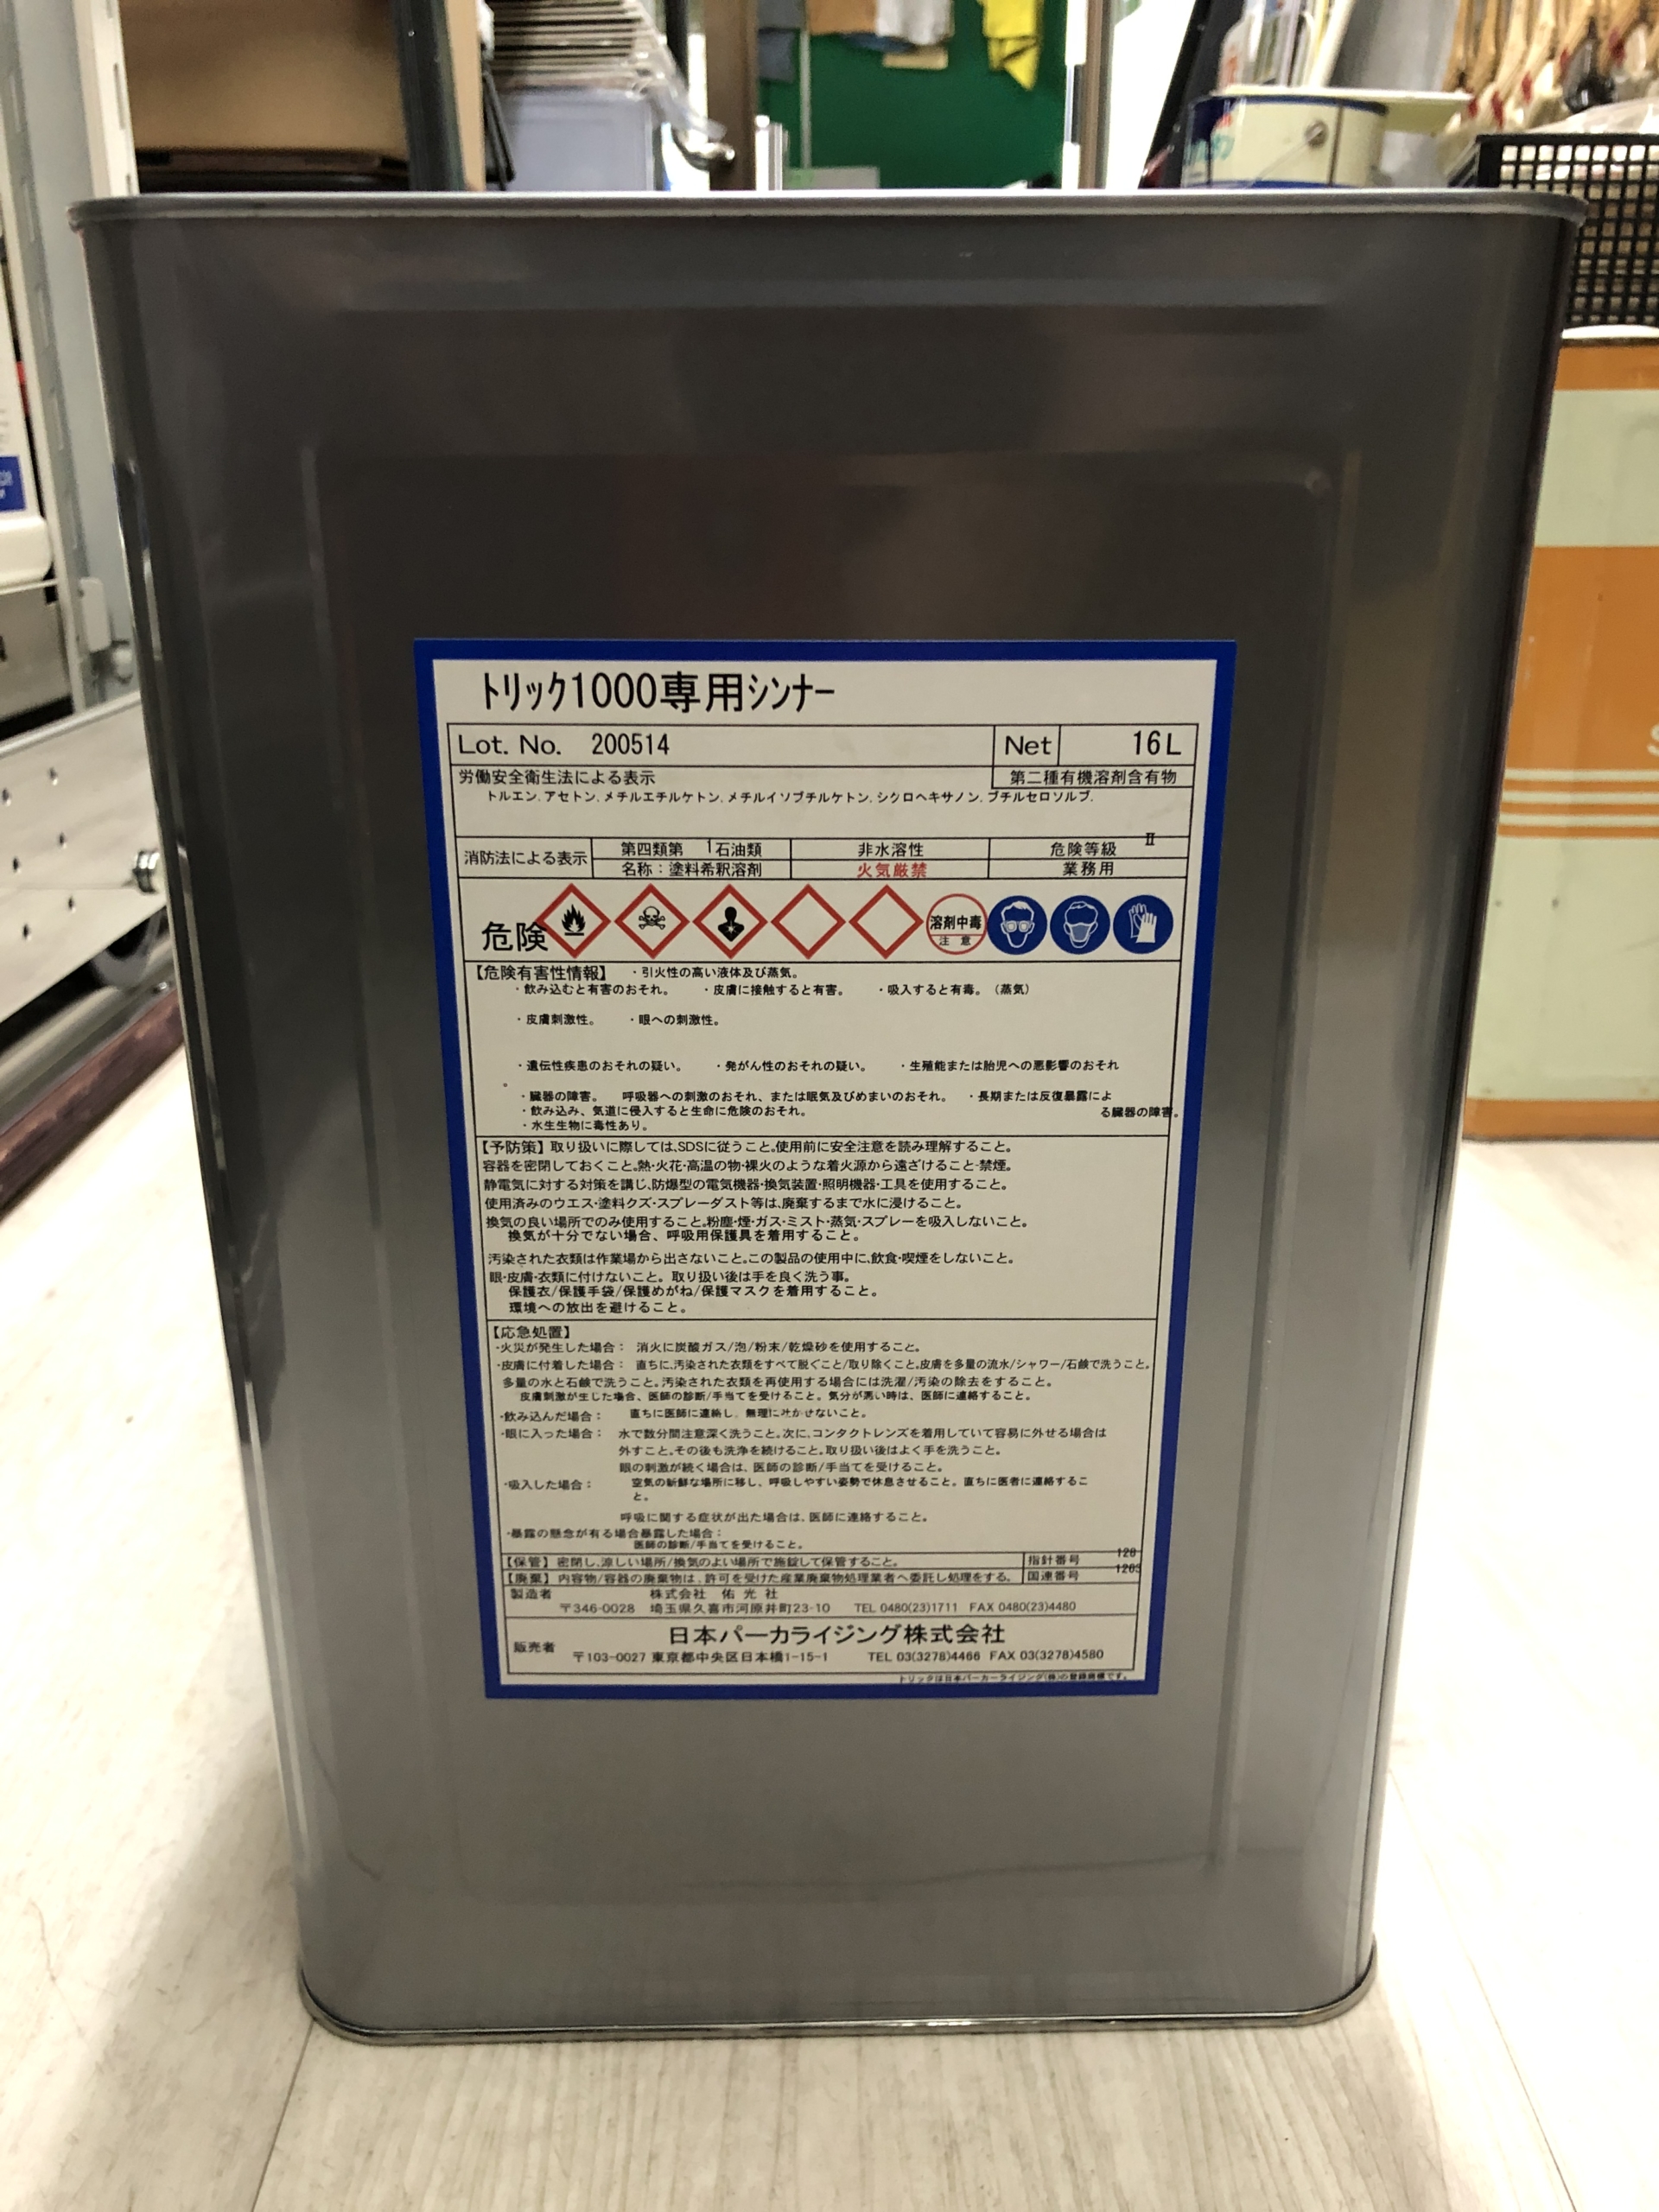 トリック1000専用シンナー
Lot. No. 200514 Net 16L
労働安全衛生法による表示 第二種有機溶剤含有物
トルエン. アセトン. メチルエチルケトン. メチルイソブチルケトン. シクロヘキサノン. ブチルセロソルブ.
消防法による表示 第四類第 1石油類 非水溶性 危険等級 Ⅱ
名称：塗料希釈溶剤 火気厳禁 業務用
危険 溶剤中毒
注 意
【危険有害性情報】 ・引火性の高い液体及び蒸気。
・飲み込むと有害のおそれ。 ・皮膚に接触すると有害。 ・吸入すると有毒。（蒸気）
・皮膚刺激性。 ・眼への刺激性。
・遺伝性疾患のおそれの疑い。 ・発がん性のおそれの疑い。 ・生殖能または胎児への悪影響のおそれ
。
・臓器の障害。 呼吸器への刺激のおそれ、または眠気及びめまいのおそれ。 ・長期または反復暴露によ
・飲み込み、気道に侵入すると生命に危険のおそれ。 る臓器の障害。
・水生生物に毒性あり。
【予防策】取り扱いに際しては、SDSに従うこと。使用前に安全注意を読み理解すること。
容器を密閉しておくこと。熱・火花・高温の物・裸火のような着火源から遠ざけること-禁煙。
静電気に対する対策を講じ、防爆型の電気機器・換気装置・照明機器・工具を使用すること。
使用済みのウエス・塗料クズ・スプレーダスト等は、廃棄するまで水に浸けること。
換気の良い場所でのみ使用すること。粉塵・煙・ガス・ミスト・蒸気・スプレーを吸入しないこと。
換気が十分でない場合、呼吸用保護具を着用すること。
汚染された衣類は作業場から出さないこと。この製品の使用中に、飲食・喫煙をしないこと。
眼・皮膚・衣類に付けないこと。取り扱い後は手を良く洗う事。
保護衣/保護手袋/保護めがね/保護マスクを着用すること。
環境への放出を避けること。
【応急処置】
・火災が発生した場合： 消火に炭酸ガス/泡/粉末/乾燥砂を使用すること。
・皮膚に付着した場合： 直ちに、汚染された衣類をすべて脱ぐこと/取り除くこと。皮膚を多量の流水/シャワー/石鹸で洗うこと。
多量の水と石鹸で洗うこと。汚染された衣類を再使用する場合には洗濯/汚染の除去をすること。
皮膚刺激が生じた場合、医師の診断/手当てを受けること。気分が悪い時は、医師に連絡すること。
・飲み込んだ場合： 直ちに医師に連絡し、無理に吐かせないこと。
・眼に入った場合： 水で数分間注意深く洗うこと。次に、コンタクトレンズを着用していて容易に外せる場合は
外すこと。その後も洗浄を続けること。取り扱い後はよく手を洗うこと。
眼の刺激が続く場合は、医師の診断/手当てを受けること。
・吸入した場合： 空気の新鮮な場所に移し、呼吸しやすい姿勢で休息させること。直ちに医者に連絡するこ
と。
呼吸に関する症状が出た場合は、医師に連絡すること。
・暴露の懸念が有る場合暴露した場合：
医師の診断/手当てを受けること。
【保管】密閉し、涼しい場所/換気のよい場所で施錠して保管すること。 指針番号 128
【廃棄】内容物/容器の廃棄物は、許可を受けた産業廃棄物処理業者へ委託し処理をする。 国連番号 1263
製造者 株式会社 佑光社
〒346-0028 埼玉県久喜市河原井町23-10 TEL 0480(23)1711 FAX 0480(23)4480
販売者 日本パーカライジング株式会社
〒103-0027 東京都中央区日本橋1-15-1 TEL 03(3278)4466 FAX 03(3278)4580
トリックは日本パーカーライジング(株)の登録商標です。